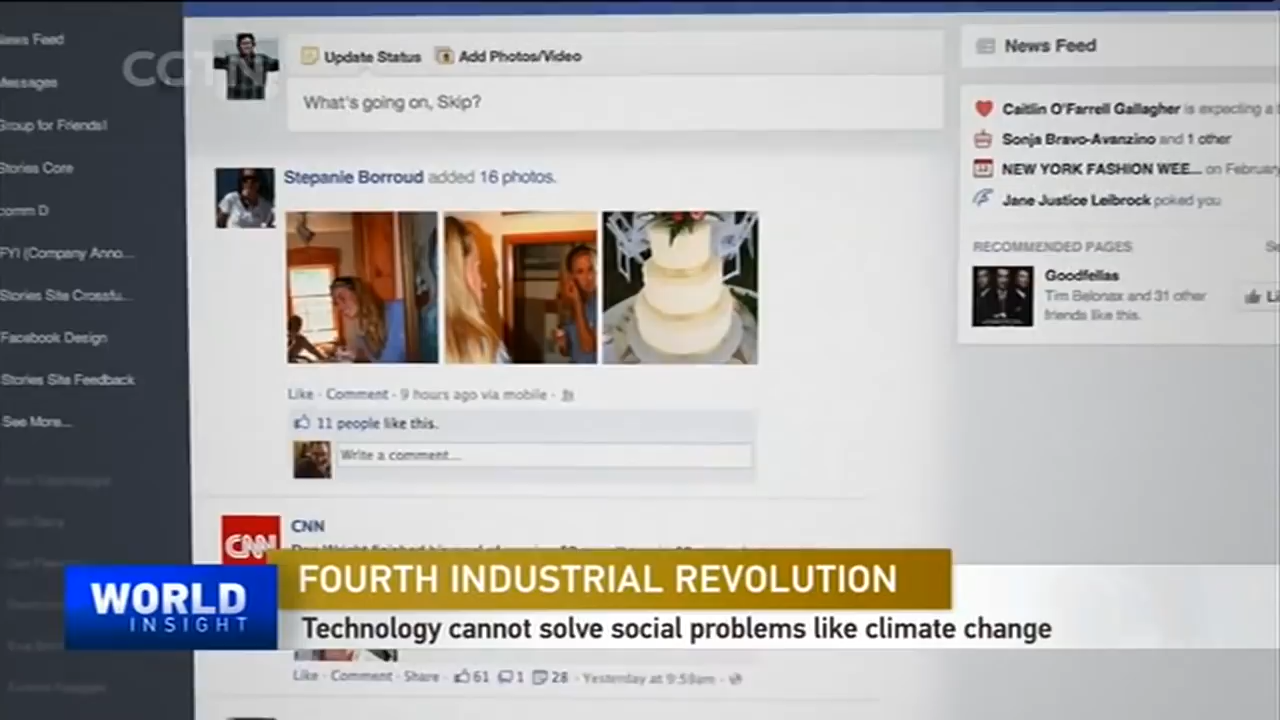 CGTN
News Feed
Messages
Group for Friends!
Stories Core
comm D
FYI (Company Anno...
Stories Site Crossfu...
Facebook Design
Stories Site Feedback
See More...
Update Status Add Photos/Video
What's going on, Skip?
Stepanie Borroud added 16 photos.
Like · Comment · 9 hours ago via mobile ·
11 people like this.
Write a comment...
CNN
CNN
Like · Comment · Share · 61 1 28 · Yesterday at 9:59am ·
News Feed
Caitlin O'Farrell Gallagher is expecting a
Sonja Bravo-Avanzino and 1 other
NEW YORK FASHION WEE... on February
Jane Justice Leibrock poked you
RECOMMENDED PAGES
Goodfellas
Tim Belonax and 31 other
friends like this.
WORLD
INSIGHT
FOURTH INDUSTRIAL REVOLUTION
Technology cannot solve social problems like climate change